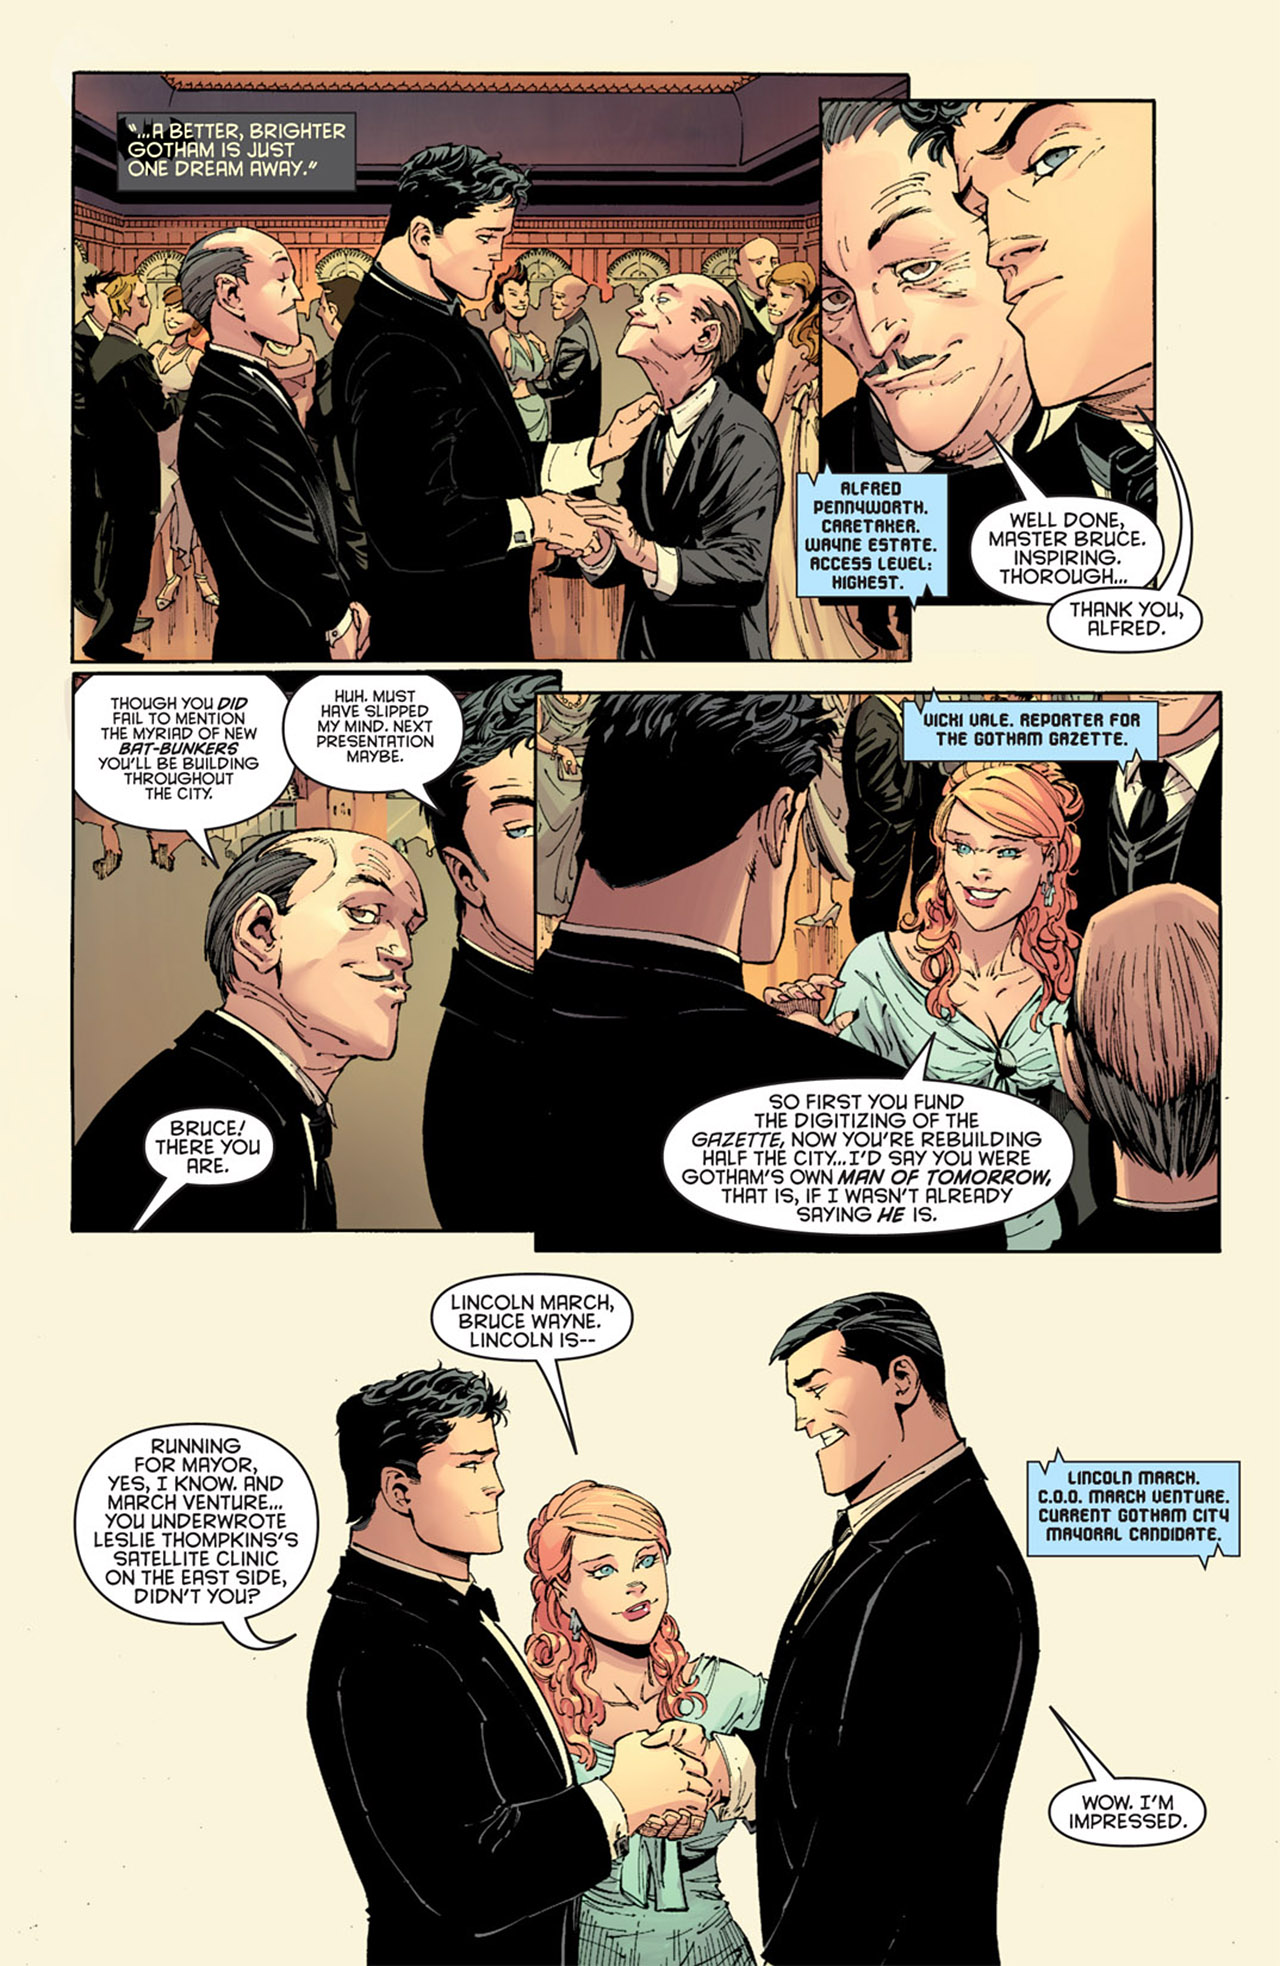 "...A BETTER, BRIGHTER
GOTHAM IS JUST
ONE DREAM AWAY."
ALFRED
PENNYWORTH.
CARETAKER.
WAYNE ESTATE.
ACCESS LEVEL:
HIGHEST.
WELL DONE,
MASTER BRUCE.
INSPIRING.
THOROUGH...
THANK YOU,
ALFRED.
THOUGH YOU DID
FAIL TO MENTION
THE MYRIAD OF NEW
BAT-BUNKERS
YOU'LL BE BUILDING
THROUGHOUT
THE CITY.
HUH. MUST
HAVE SLIPPED
MY MIND. NEXT
PRESENTATION
MAYBE.
BRUCE!
THERE YOU
ARE.
VICKI VALE. REPORTER FOR
THE GOTHAM GAZETTE.
SO FIRST YOU FUND
THE DIGITIZING OF THE
GAZETTE, NOW YOU'RE REBUILDING
HALF THE CITY...I'D SAY YOU WERE
GOTHAM'S OWN MAN OF TOMORROW,
THAT IS, IF I WASN'T ALREADY
SAYING HE IS.
LINCOLN MARCH,
BRUCE WAYNE.
LINCOLN IS--
RUNNING
FOR MAYOR,
YES, I KNOW. AND
MARCH VENTURE...
YOU UNDERWROTE
LESLIE THOMPKINS'S
SATELLITE CLINIC
ON THE EAST SIDE,
DIDN'T YOU?
LINCOLN MARCH.
C.O.O. MARCH VENTURE.
CURRENT GOTHAM CITY
MAYORAL CANDIDATE.
WOW. I'M
IMPRESSED.